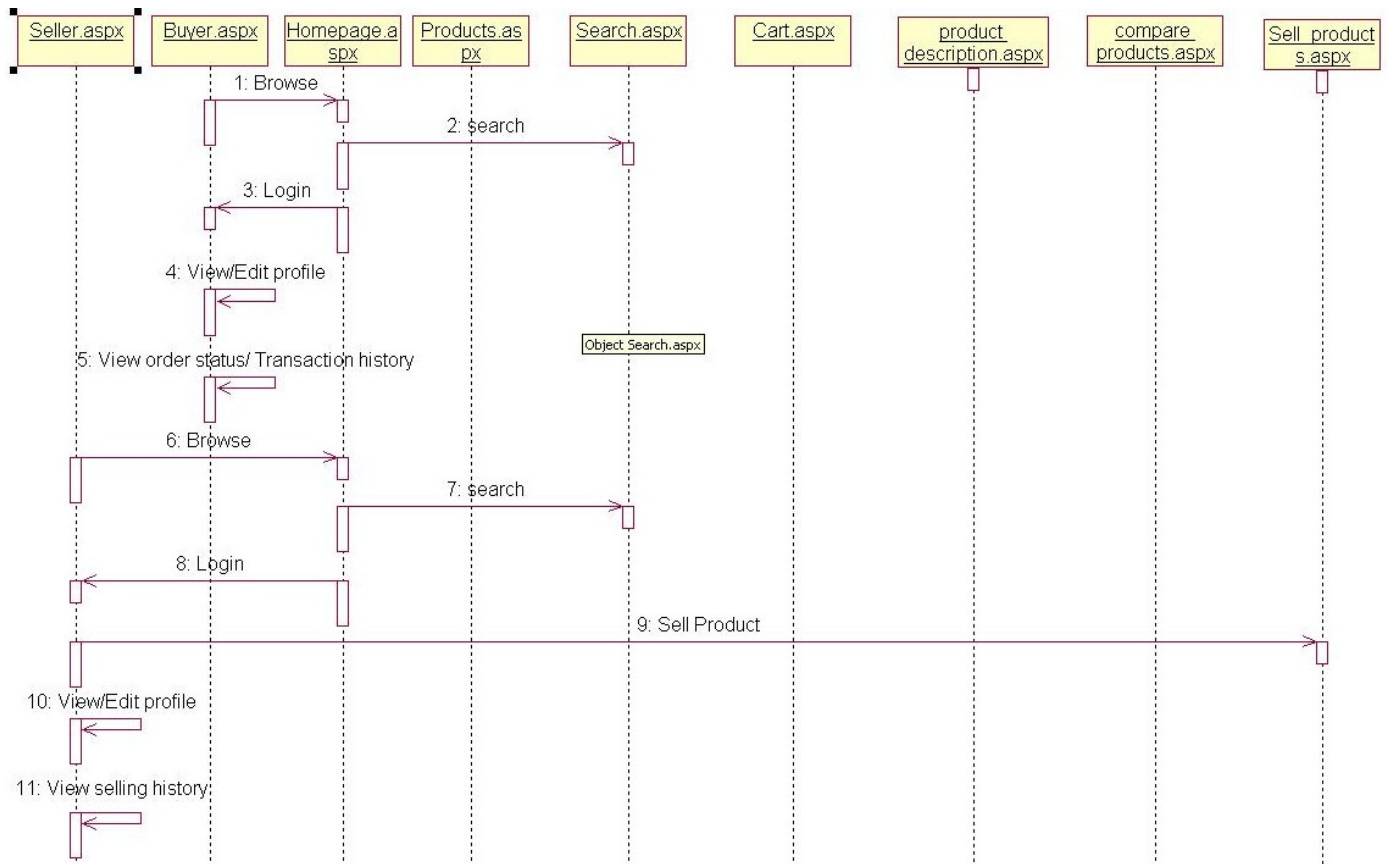 Seller.aspx
Buyer.aspx
Homepage.a
spx
Products.as
px
Search.aspx
Cart.aspx
product
description.aspx
compare
products.aspx
Sell product
s.aspx
1: Browse
2: search
3: Login
4: View/Edit profile
Object Search.aspx
5: View order status/ Transaction history
6: Browse
7: search
8: Login
9: Sell Product
10: View/Edit profile
11: View selling history